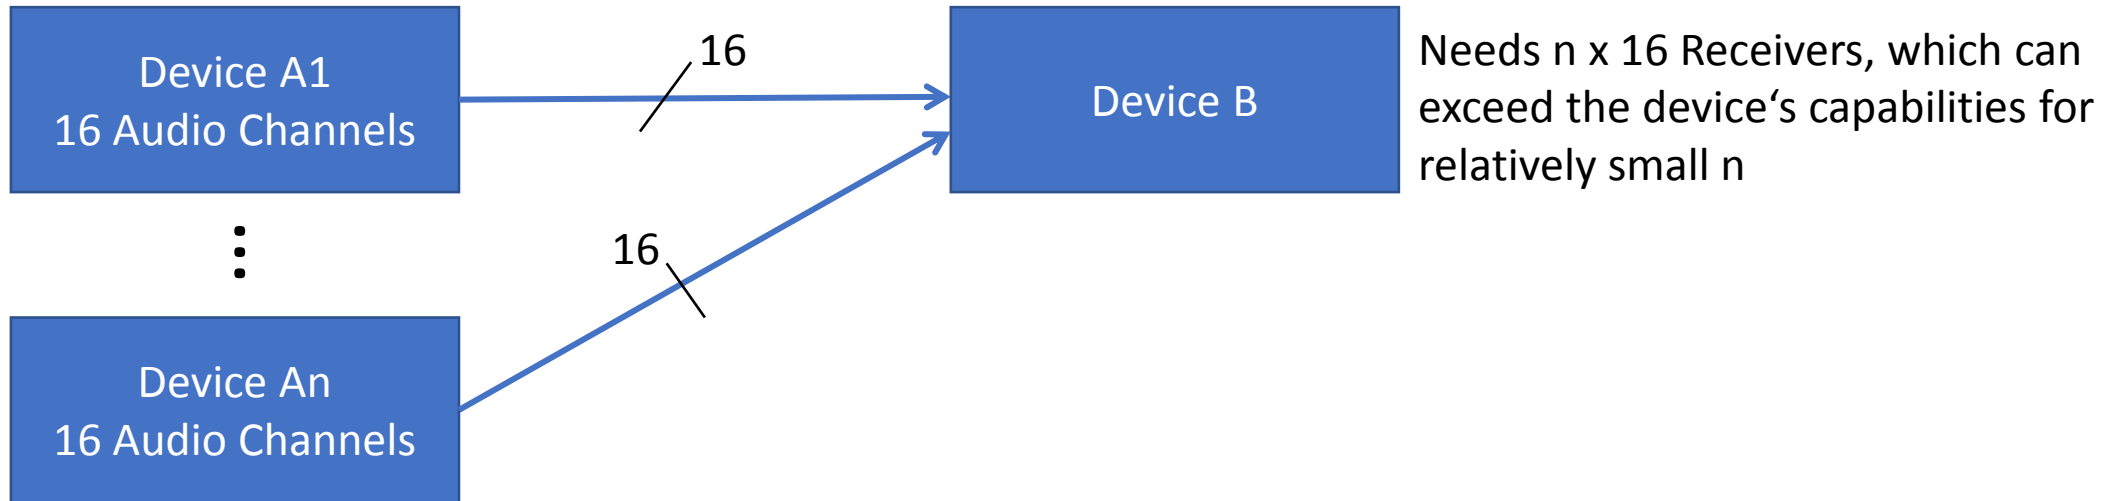 Device A1
16 Audio Channels
16
Device B
Needs n x 16 Receivers, which can
exceed the device‘s capabilities for
relatively small n
16
Device An
16 Audio Channels